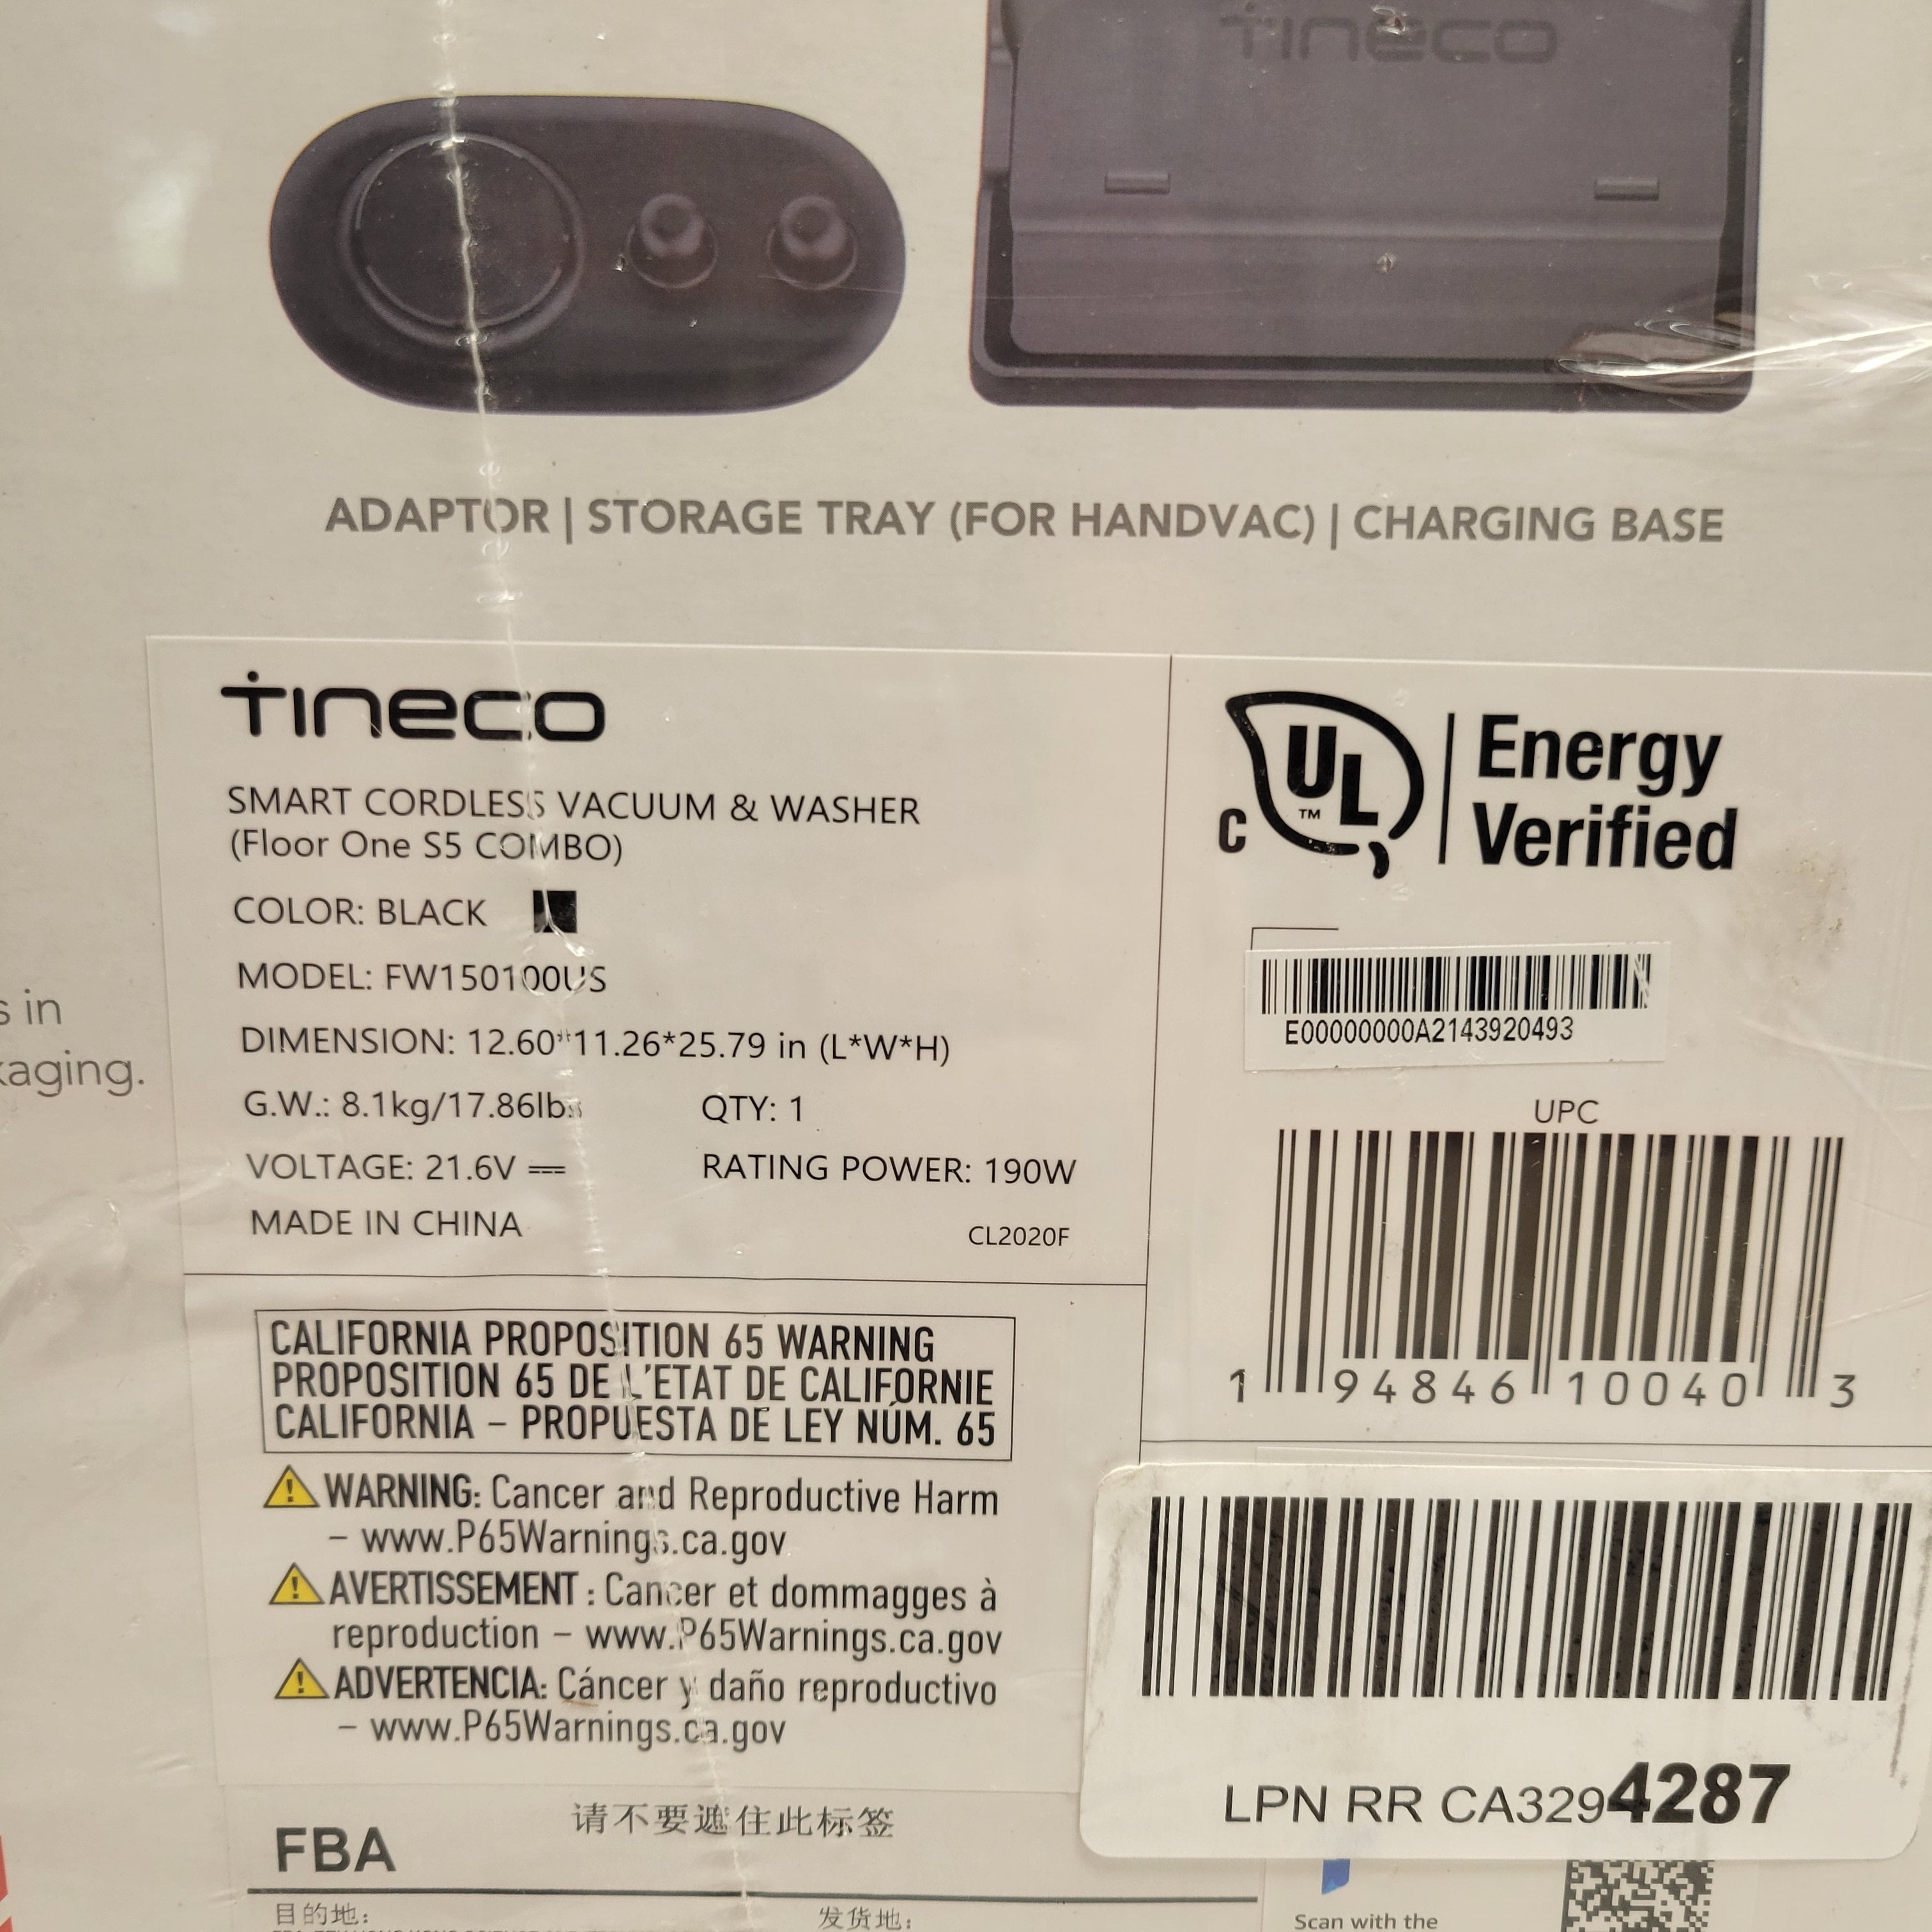 TINECO
ADAPTOR | STORAGE TRAY (FOR HANDVAC) | CHARGING BASE
TINECO
SMART CORDLESS VACUUM & WASHER
(Floor One S5 COMBO)
COLOR: BLACK
MODEL: FW150100US
DIMENSION: 12.60*11.26*25.79 in (L*W*H)
G.W.: 8.1kg/17.86lbs QTY: 1
VOLTAGE: 21.6V ⎓ RATING POWER: 190W
MADE IN CHINA CL2020F
s in
kaging.
C UL ™ Energy
Verified
E00000000A2143920493
UPC
1 94846 10040 3
CALIFORNIA PROPOSITION 65 WARNING
PROPOSITION 65 DE L'ETAT DE CALIFORNIE
CALIFORNIA – PROPUESTA DE LEY NÚM. 65
WARNING: Cancer and Reproductive Harm
– www.P65Warnings.ca.gov
AVERTISSEMENT : Cancer et dommagges à
reproduction – www.P65Warnings.ca.gov
ADVERTENCIA: Cáncer y daño reproductivo
– www.P65Warnings.ca.gov
LPN RR CA3294287
请不要遮住此标签
FBA
目的地:
发货地:
Scan with the